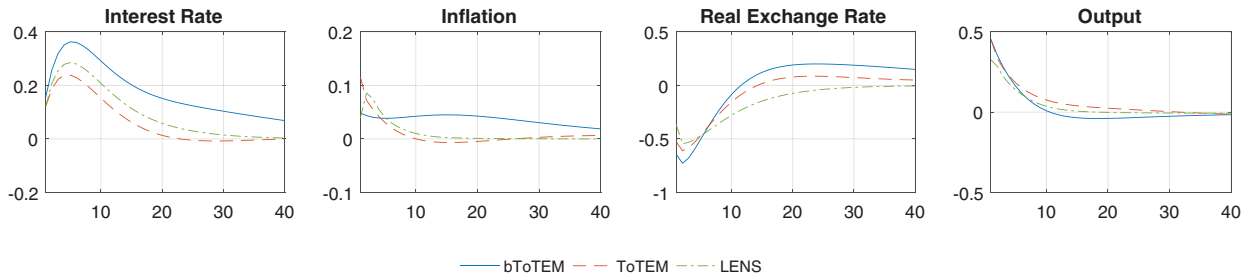 Interest Rate Inflation Real Exchange Rate Output
0.4 0.2 0.5 0.5
0.2 0.1 0 0
0 0 -0.5
-0.2 -0.1 -1 -0.5
10 20 30 40 10 20 30 40 10 20 30 40 10 20 30 40
bToTEM ToTEM LENS